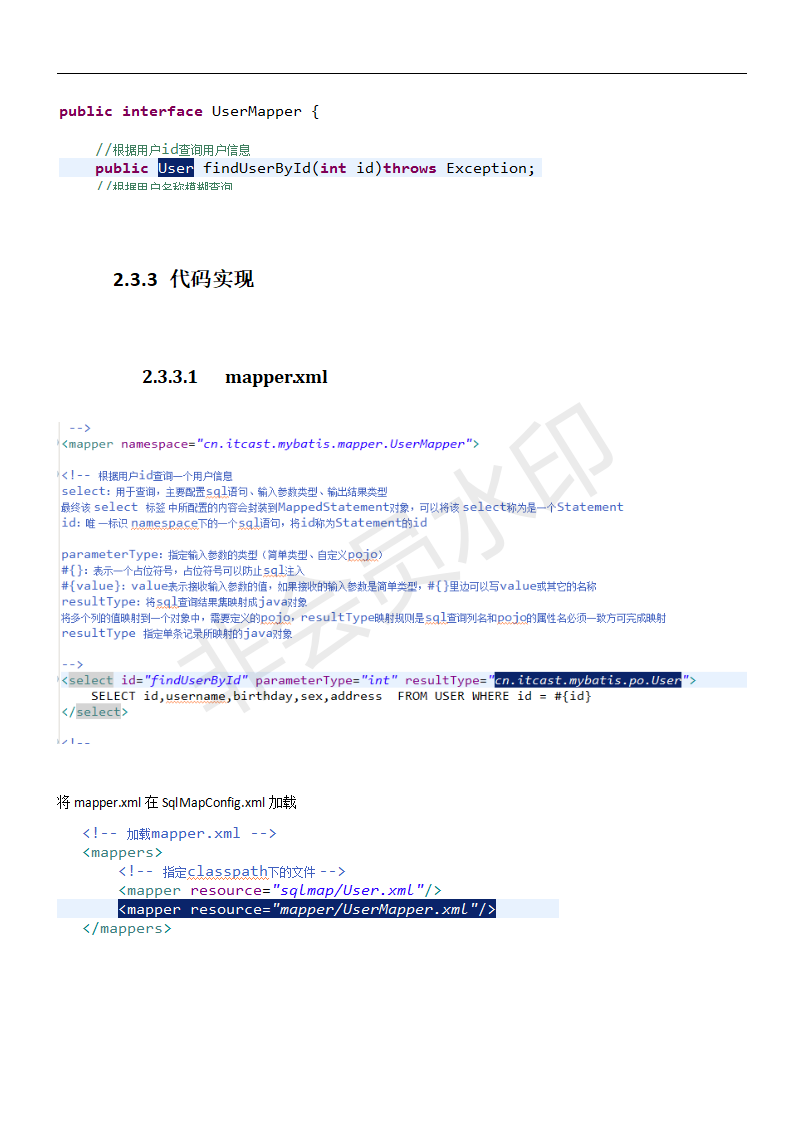 public interface UserMapper {
//根据用户id查询用户信息
public User findUserById(int id)throws Exception;
//根据用户名称模糊查询
2.3.3 代码实现
2.3.3.1 mapper.xml
-->
<mapper namespace="cn.itcast.mybatis.mapper.UserMapper">
<!-- 根据用户id查询一个用户信息
select：用于查询，主要配置sql语句、输入参数类型、输出结果类型
最终该 select 标签 中所配置的内容会封装到MappedStatement对象，可以将该 select称为是一个Statement
id：唯 一标识 namespace下的一个sql语句，将id称为Statement的id
parameterType：指定输入参数的类型（简单类型、自定义pojo）
#{}：表示一个占位符号，占位符号可以防止sql注入
#{value}：value表示接收输入参数的值，如果接收的输入参数是简单类型，#{}里边可以写value或其它的名称
resultType：将sql查询结果集映射成java对象
将多个列的值映射到一个对象中，需要定义的pojo，resultType映射规则是sql查询列名和pojo的属性名必须一致方可完成映射
resultType 指定单条记录所映射的java对象
-->
<select id="findUserById" parameterType="int" resultType="cn.itcast.mybatis.po.User">
SELECT id,username,birthday,sex,address FROM USER WHERE id = #{id}
</select>
<!--
将 mapper.xml 在 SqlMapConfig.xml 加载
<!-- 加载mapper.xml -->
<mappers>
<!-- 指定classpath下的文件 -->
<mapper resource="sqlmap/User.xml"/>
<mapper resource="mapper/UserMapper.xml"/>
</mappers>
非会员水印